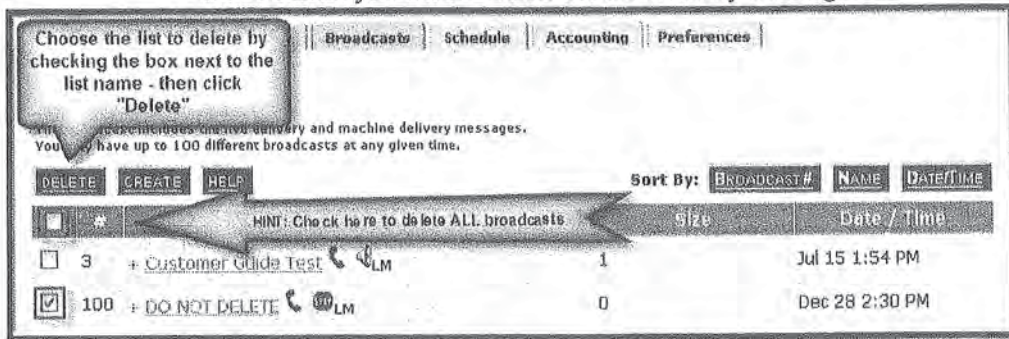 Choose the list to delete by
checking the box next to the
list name - then click
"Delete"
Broadcasts Schedule Accounting Preferences
and machine delivery messages.
have up to 100 different broadcasts at any given time.
DELETE CREATE HELP Sort By: BROADCAST# NAME DATE/TIME
# HINT: Check here to delete ALL broadcasts Size Date / Time
3 + Customer Guide Test LM 1 Jul 15 1:54 PM
100 + DO NOT DELETE LM 0 Dec 28 2:30 PM